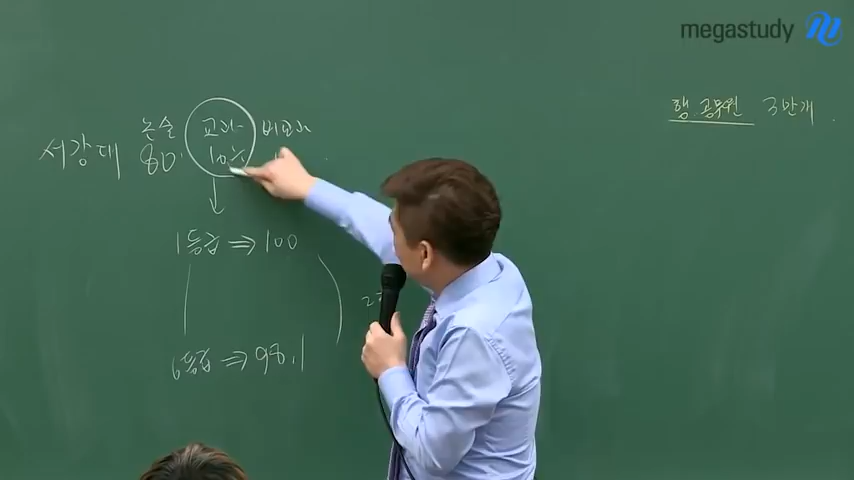 megastudy
행.공무원 3만개.
논술 교과 비교과
서강대 80 10%
↓
1등급 ⇒ 100
6등급 ⇒ 98.1